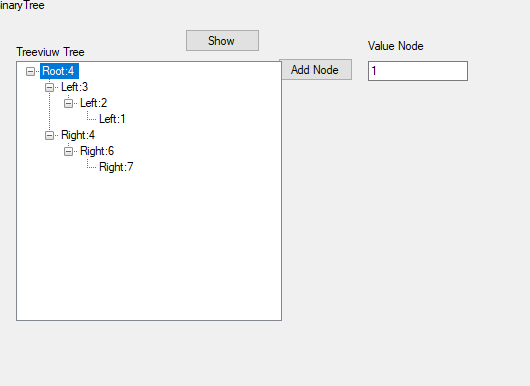 inaryTree
Show
Value Node
Treeviuw Tree
Add Node
1
Root:4
Left:3
Left:2
Left:1
Right:4
Right:6
Right:7